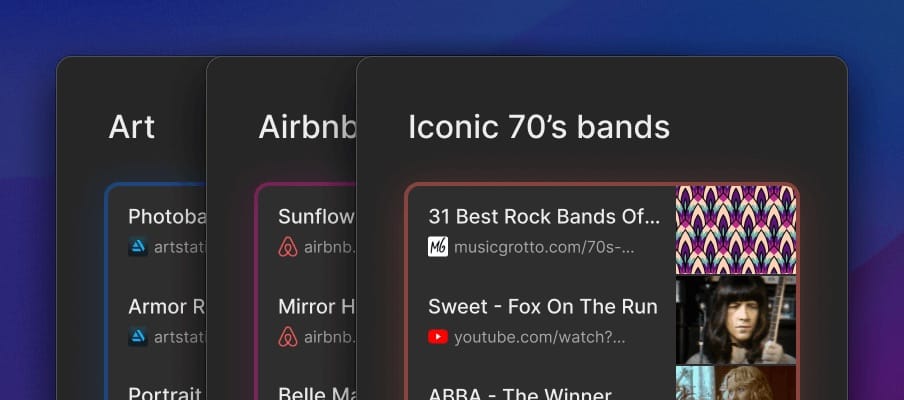 Art
Photoba
artstati
Armor R
artstati
Portrait
Airbnb
Sunflow
airbnb.
Mirror H
airbnb.
Belle Ma
Iconic 70’s bands
31 Best Rock Bands Of...
MG musicgrotto.com/70s-...
Sweet - Fox On The Run
youtube.com/watch?...
ABBA - The Winner